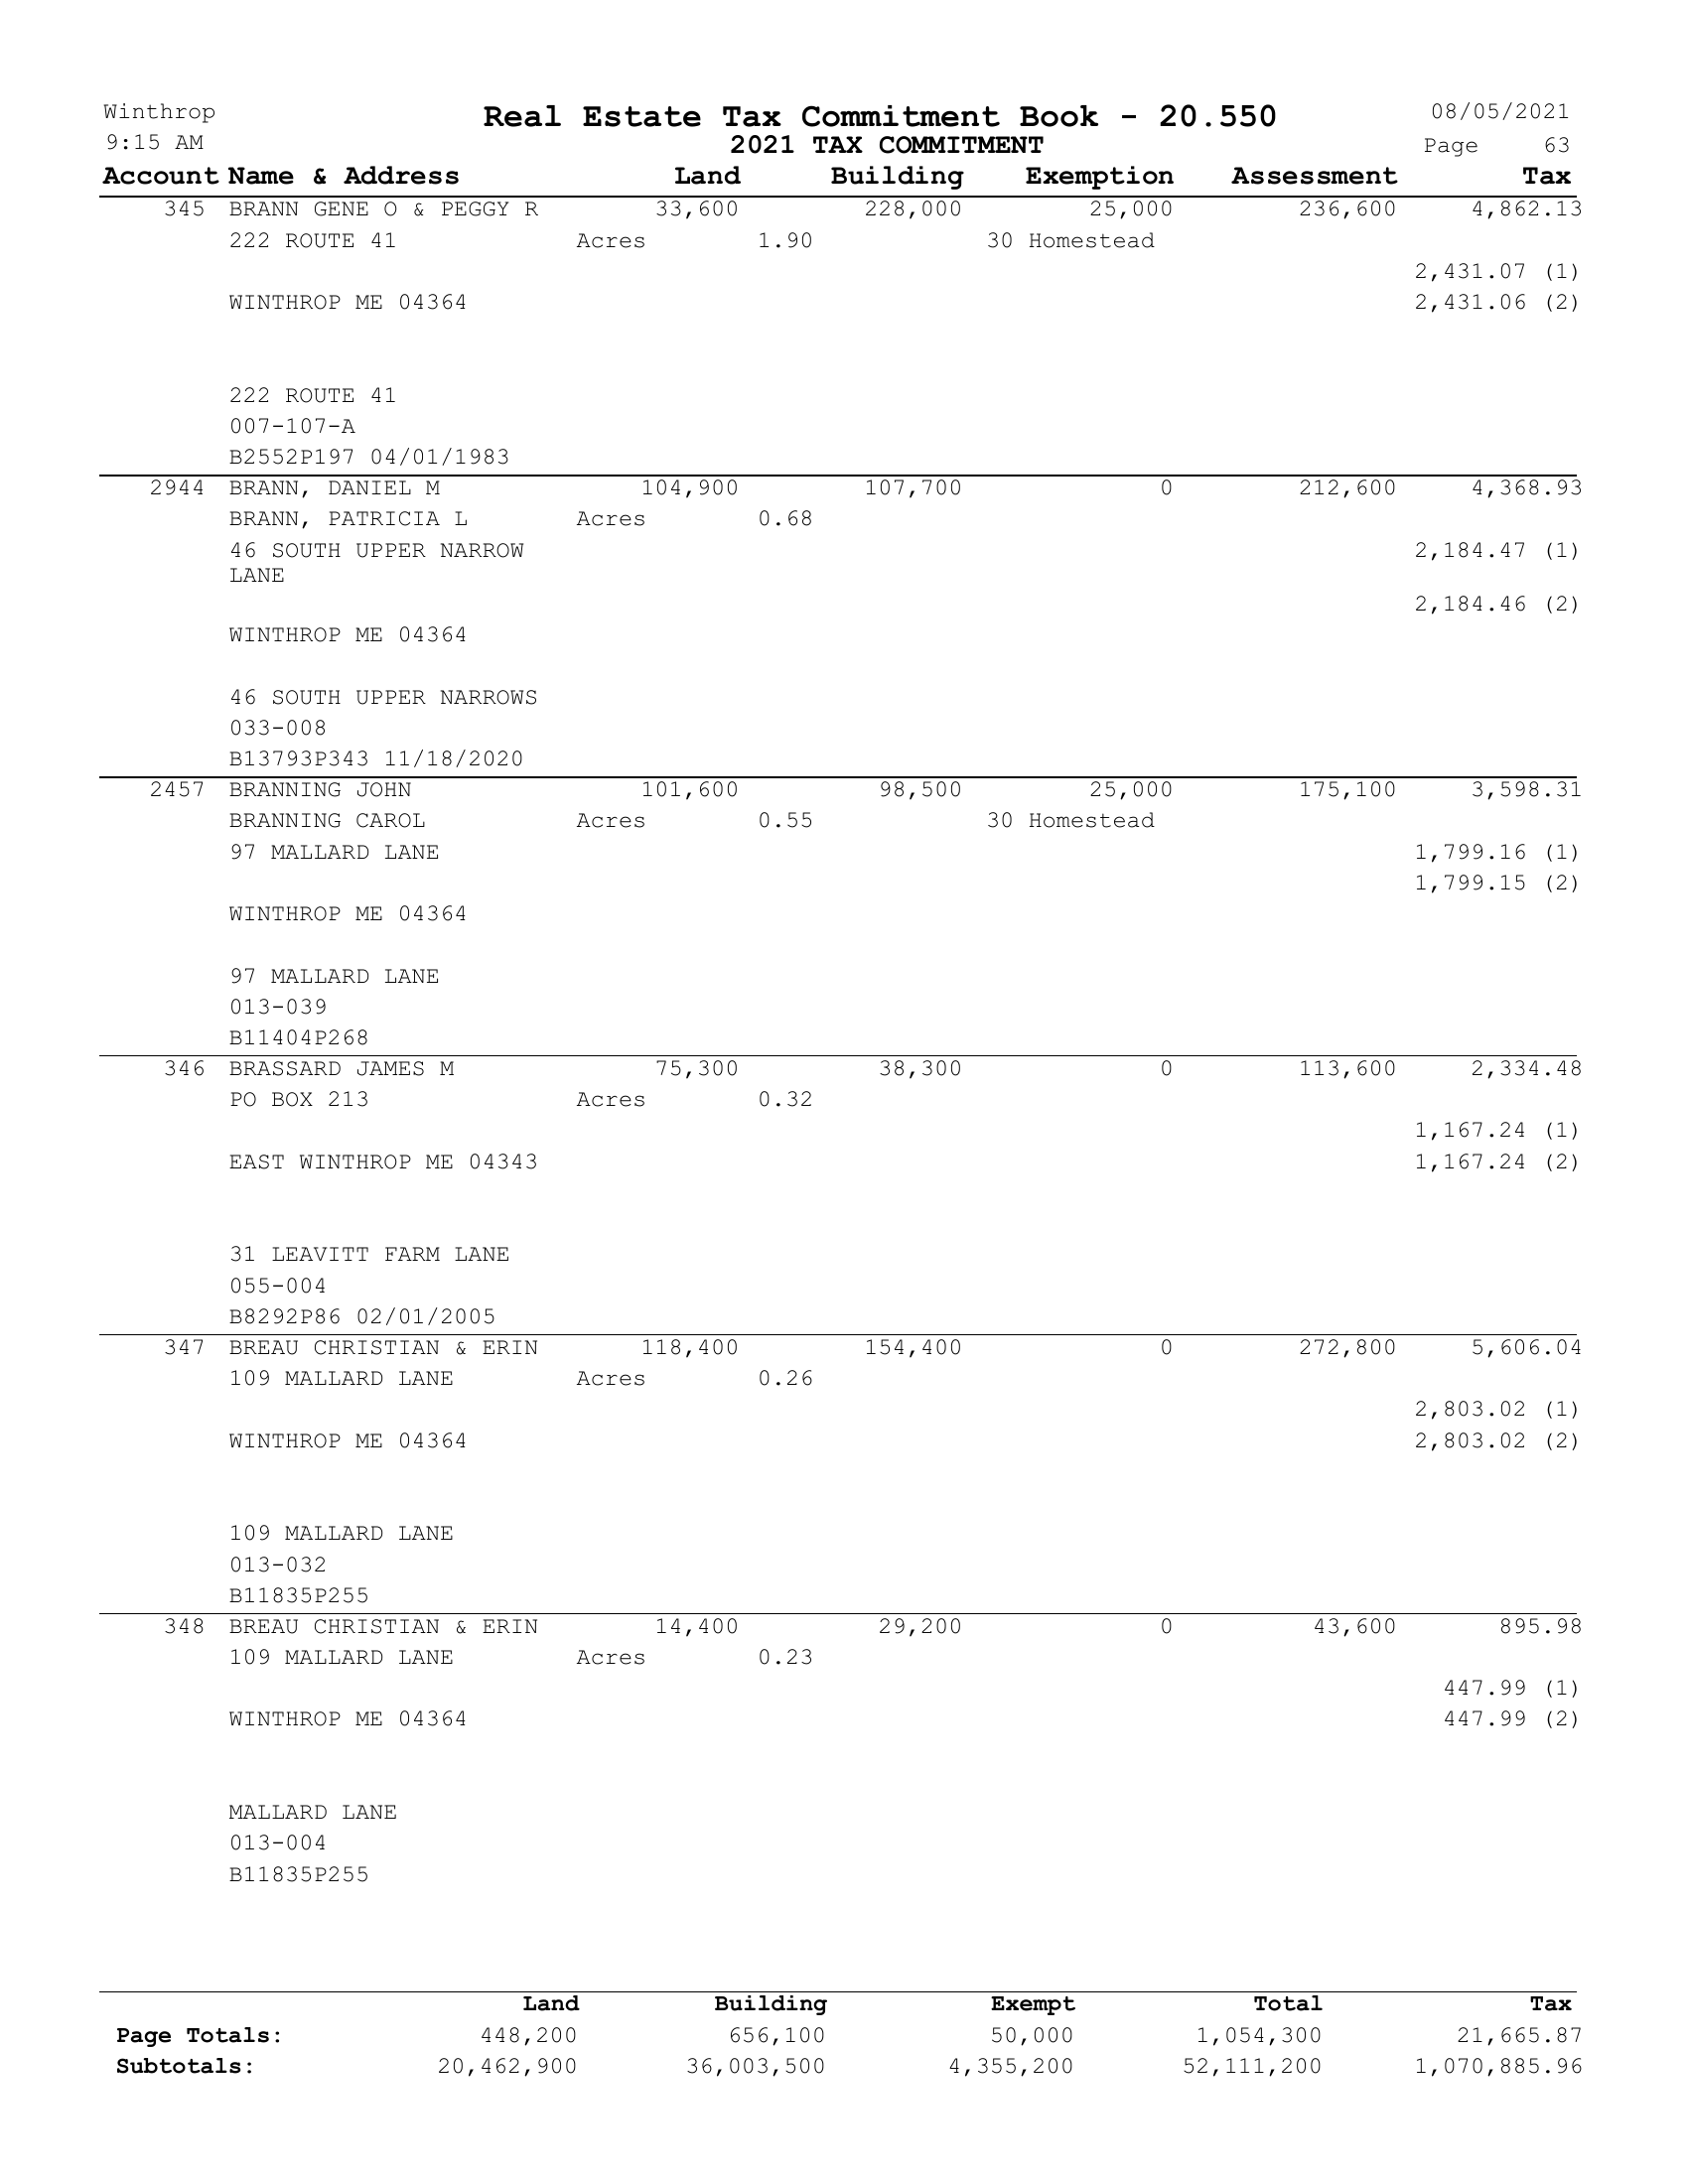 Winthrop Real Estate Tax Commitment Book - 20.550 08/05/2021
9:15 AM 2021 TAX COMMITMENT Page 63
Account Name & Address Land Building Exemption Assessment Tax
345 BRANN GENE O & PEGGY R 33,600 228,000 25,000 236,600 4,862.13
222 ROUTE 41 Acres 1.90 30 Homestead
2,431.07 (1)
WINTHROP ME 04364 2,431.06 (2)
222 ROUTE 41
007-107-A
B2552P197 04/01/1983
2944 BRANN, DANIEL M 104,900 107,700 0 212,600 4,368.93
BRANN, PATRICIA L Acres 0.68
46 SOUTH UPPER NARROW 2,184.47 (1)
LANE
2,184.46 (2)
WINTHROP ME 04364
46 SOUTH UPPER NARROWS
033-008
B13793P343 11/18/2020
2457 BRANNING JOHN 101,600 98,500 25,000 175,100 3,598.31
BRANNING CAROL Acres 0.55 30 Homestead
97 MALLARD LANE 1,799.16 (1)
1,799.15 (2)
WINTHROP ME 04364
97 MALLARD LANE
013-039
B11404P268
346 BRASSARD JAMES M 75,300 38,300 0 113,600 2,334.48
PO BOX 213 Acres 0.32
1,167.24 (1)
EAST WINTHROP ME 04343 1,167.24 (2)
31 LEAVITT FARM LANE
055-004
B8292P86 02/01/2005
347 BREAU CHRISTIAN & ERIN 118,400 154,400 0 272,800 5,606.04
109 MALLARD LANE Acres 0.26
2,803.02 (1)
WINTHROP ME 04364 2,803.02 (2)
109 MALLARD LANE
013-032
B11835P255
348 BREAU CHRISTIAN & ERIN 14,400 29,200 0 43,600 895.98
109 MALLARD LANE Acres 0.23
447.99 (1)
WINTHROP ME 04364 447.99 (2)
MALLARD LANE
013-004
B11835P255
Land Building Exempt Total Tax
Page Totals: 448,200 656,100 50,000 1,054,300 21,665.87
Subtotals: 20,462,900 36,003,500 4,355,200 52,111,200 1,070,885.96